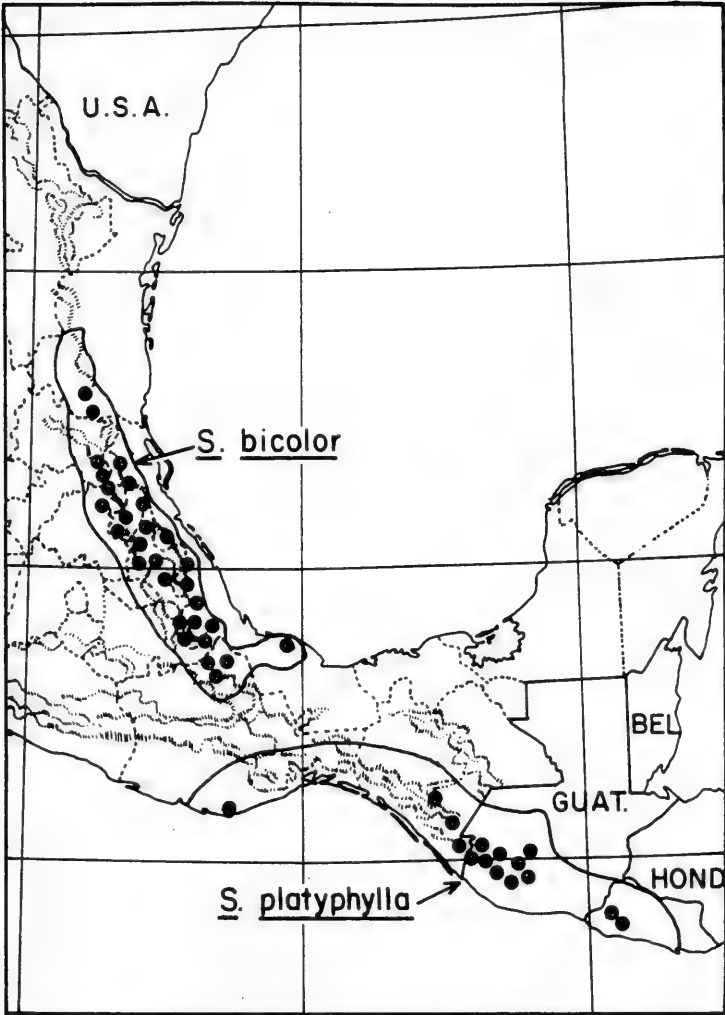 U.S.A.
S. bicolor
BEL
GUAT.
HOND
S. platyphylla